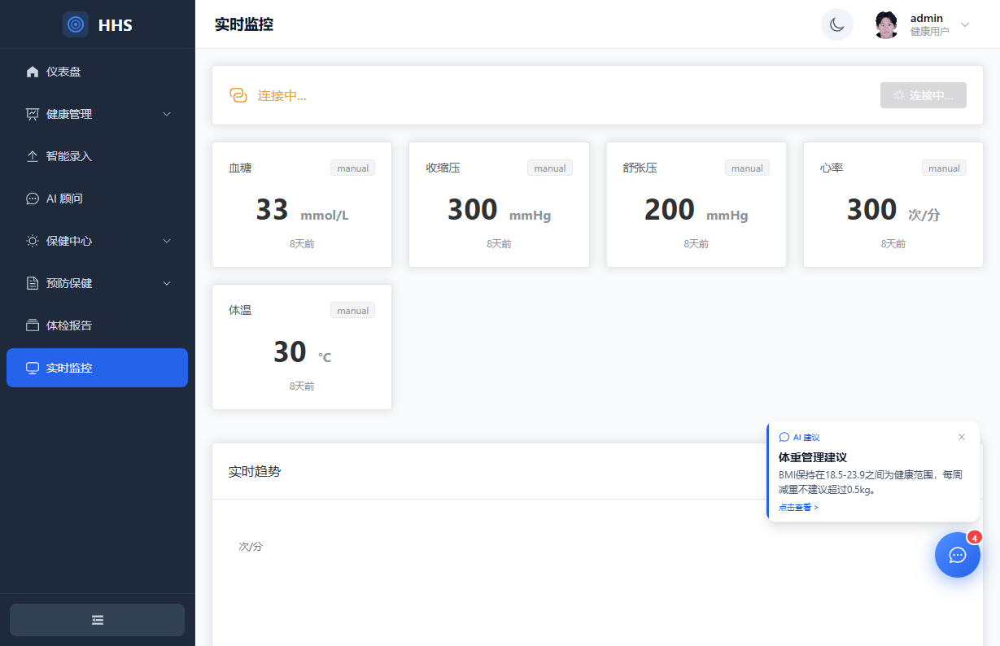 HHS
实时监控
admin
健康用户
仪表盘
健康管理
智能录入
AI 顾问
保健中心
预防保健
体检报告
实时监控
连接中...
连接中...
血糖
manual
33 mmol/L
8天前
收缩压
manual
300 mmHg
8天前
舒张压
manual
200 mmHg
8天前
心率
manual
300 次/分
8天前
体温
manual
30 °C
8天前
实时趋势
次/分
AI 建议
体重管理建议
BMI保持在18.5-23.9之间为健康范围，每周
减重不建议超过0.5kg。
点击查看 >
4